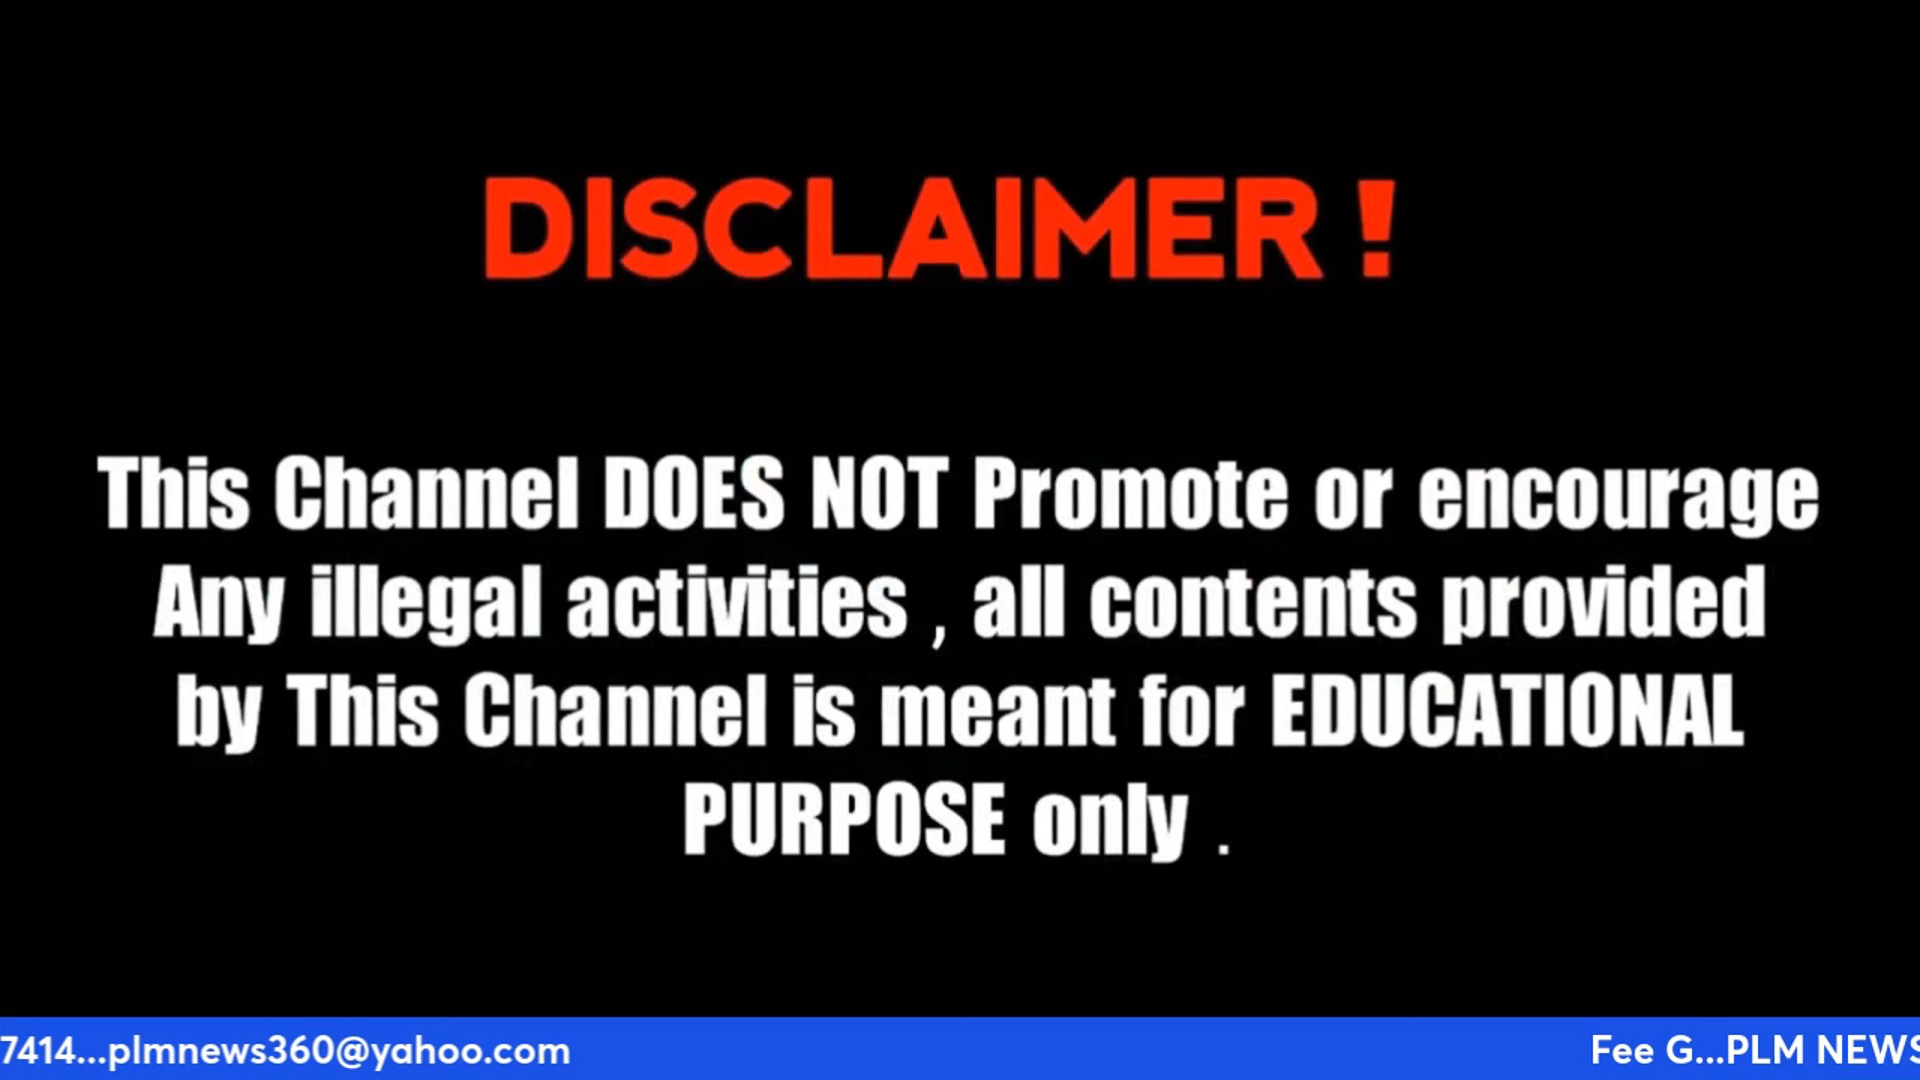 DISCLAIMER !
This Channel DOES NOT Promote or encourage
Any illegal activities , all contents provided
by This Channel is meant for EDUCATIONAL
PURPOSE only .
7414...plmnews360@yahoo.com
Fee G...PLM NEWS